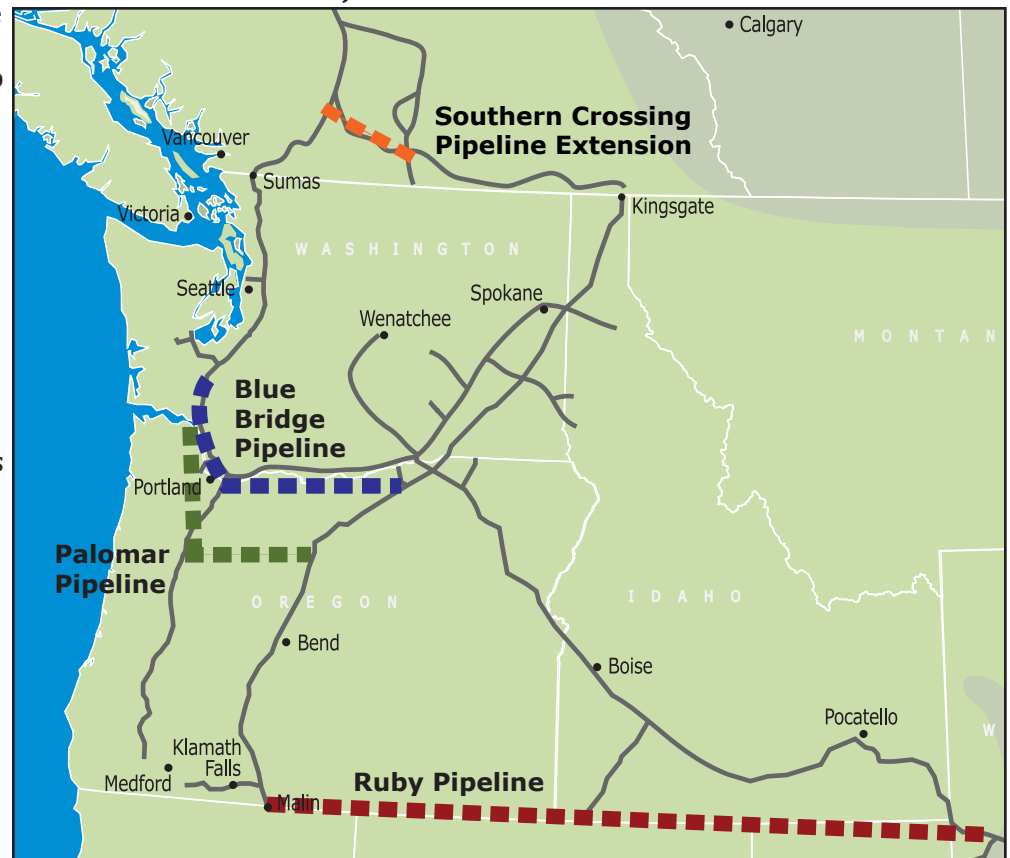 Calgary
Southern Crossing
Pipeline Extension
Vancouver
Sumas
Victoria
Kingsgate
WASHINGTON
Seattle
Spokane
Wenatchee
MONTAN
Blue
Bridge
Pipeline
Portland
Palomar
Pipeline
OREGON
IDAHO
Bend
Boise
Pocatello
W
Klamath
Falls
Medford
Ruby Pipeline
Malin